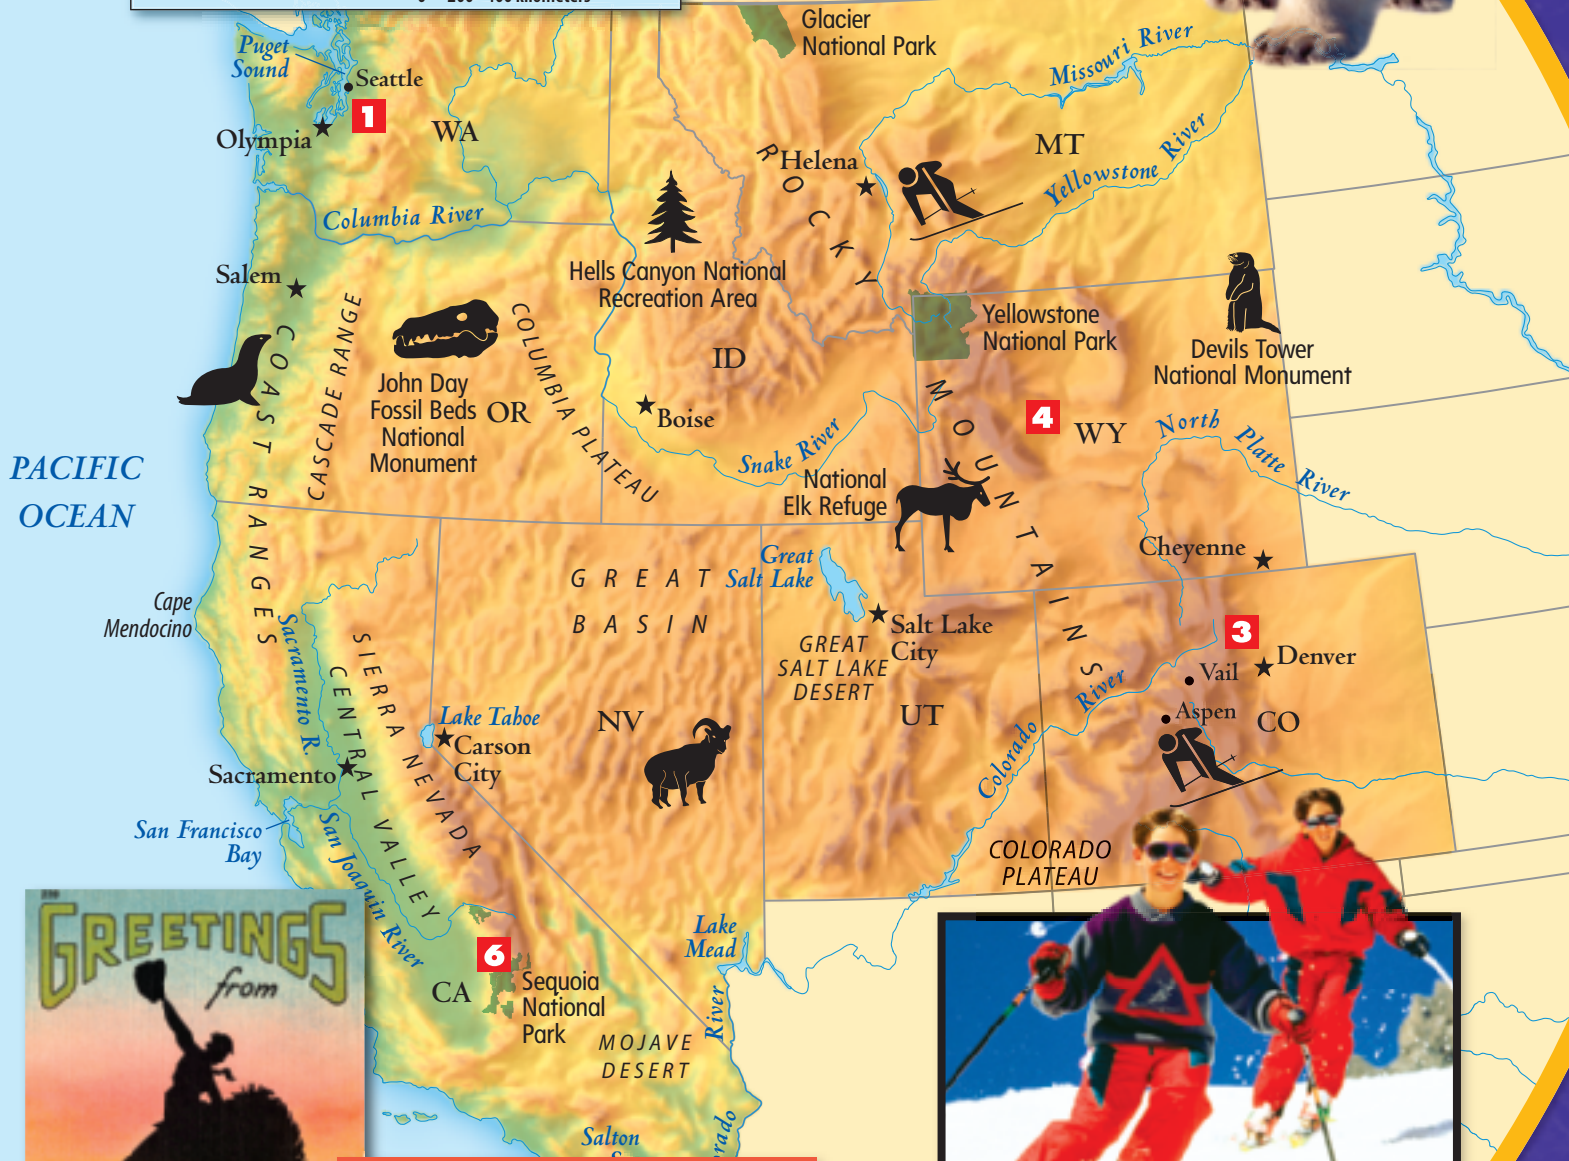 Glacier
National Park
Missouri River
Puget
Sound
Seattle
1
Olympia
WA
MT
Helena
ROCKY MOUNTAINS
Yellowstone River
Columbia River
Hells Canyon National
Recreation Area
Salem
COAST RANGES
CASCADE RANGE
COLUMBIA PLATEAU
Yellowstone
National Park
Devils Tower
National Monument
ID
John Day
Fossil Beds
National
Monument
OR
Boise
4
WY
North Platte River
Snake River
National
Elk Refuge
PACIFIC
OCEAN
Cheyenne
Great
Salt Lake
GREAT
BASIN
Cape
Mendocino
Sacramento R.
SIERRA NEVADA
CENTRAL VALLEY
Salt Lake
City
GREAT
SALT LAKE
DESERT
3
Denver
Vail
Aspen
CO
Colorado River
UT
NV
Lake Tahoe
Carson
City
Sacramento
San Francisco
Bay
San Joaquin River
COLORADO
PLATEAU
Lake
Mead
River
6
Sequoia
National
Park
CA
MOJAVE
DESERT
Salton
GREETINGS
from